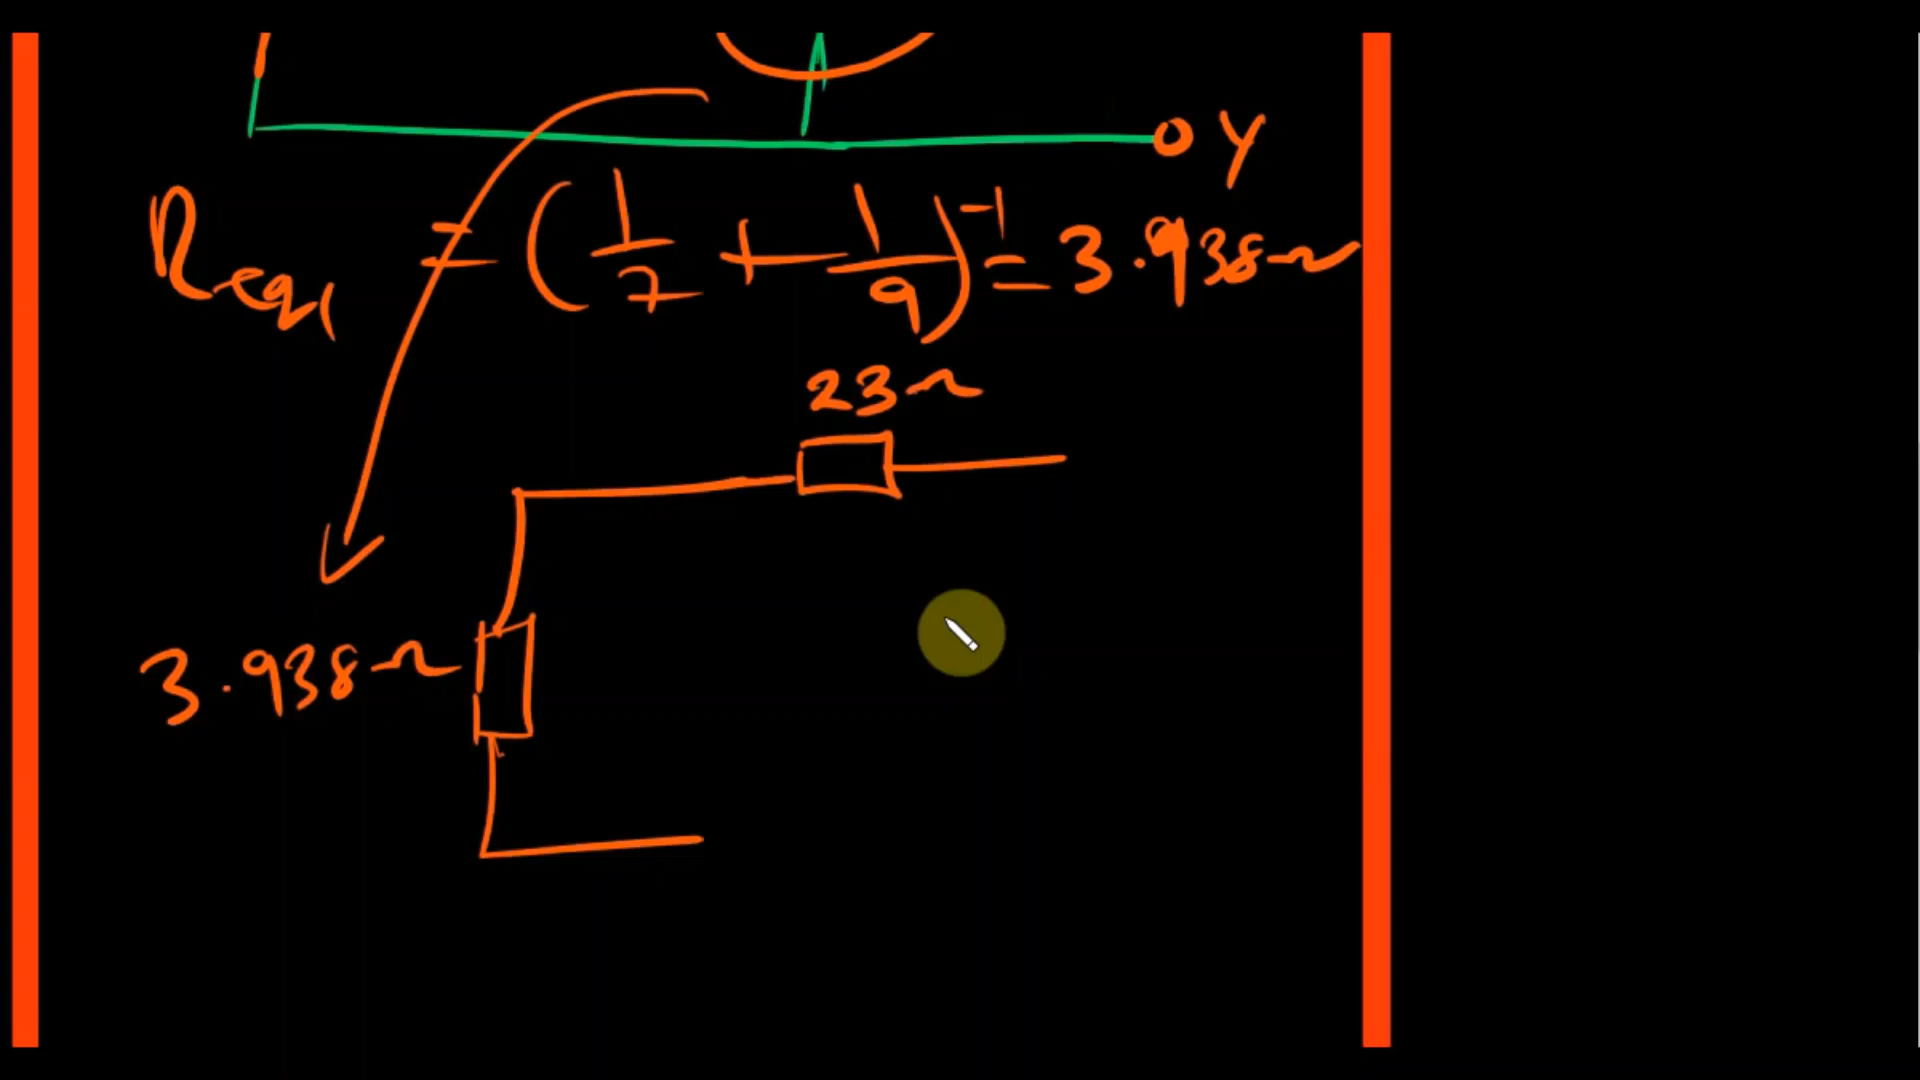 Y
Req1 = (1/7 + 1/9)^-1 = 3.938Ω
23Ω
3.938Ω